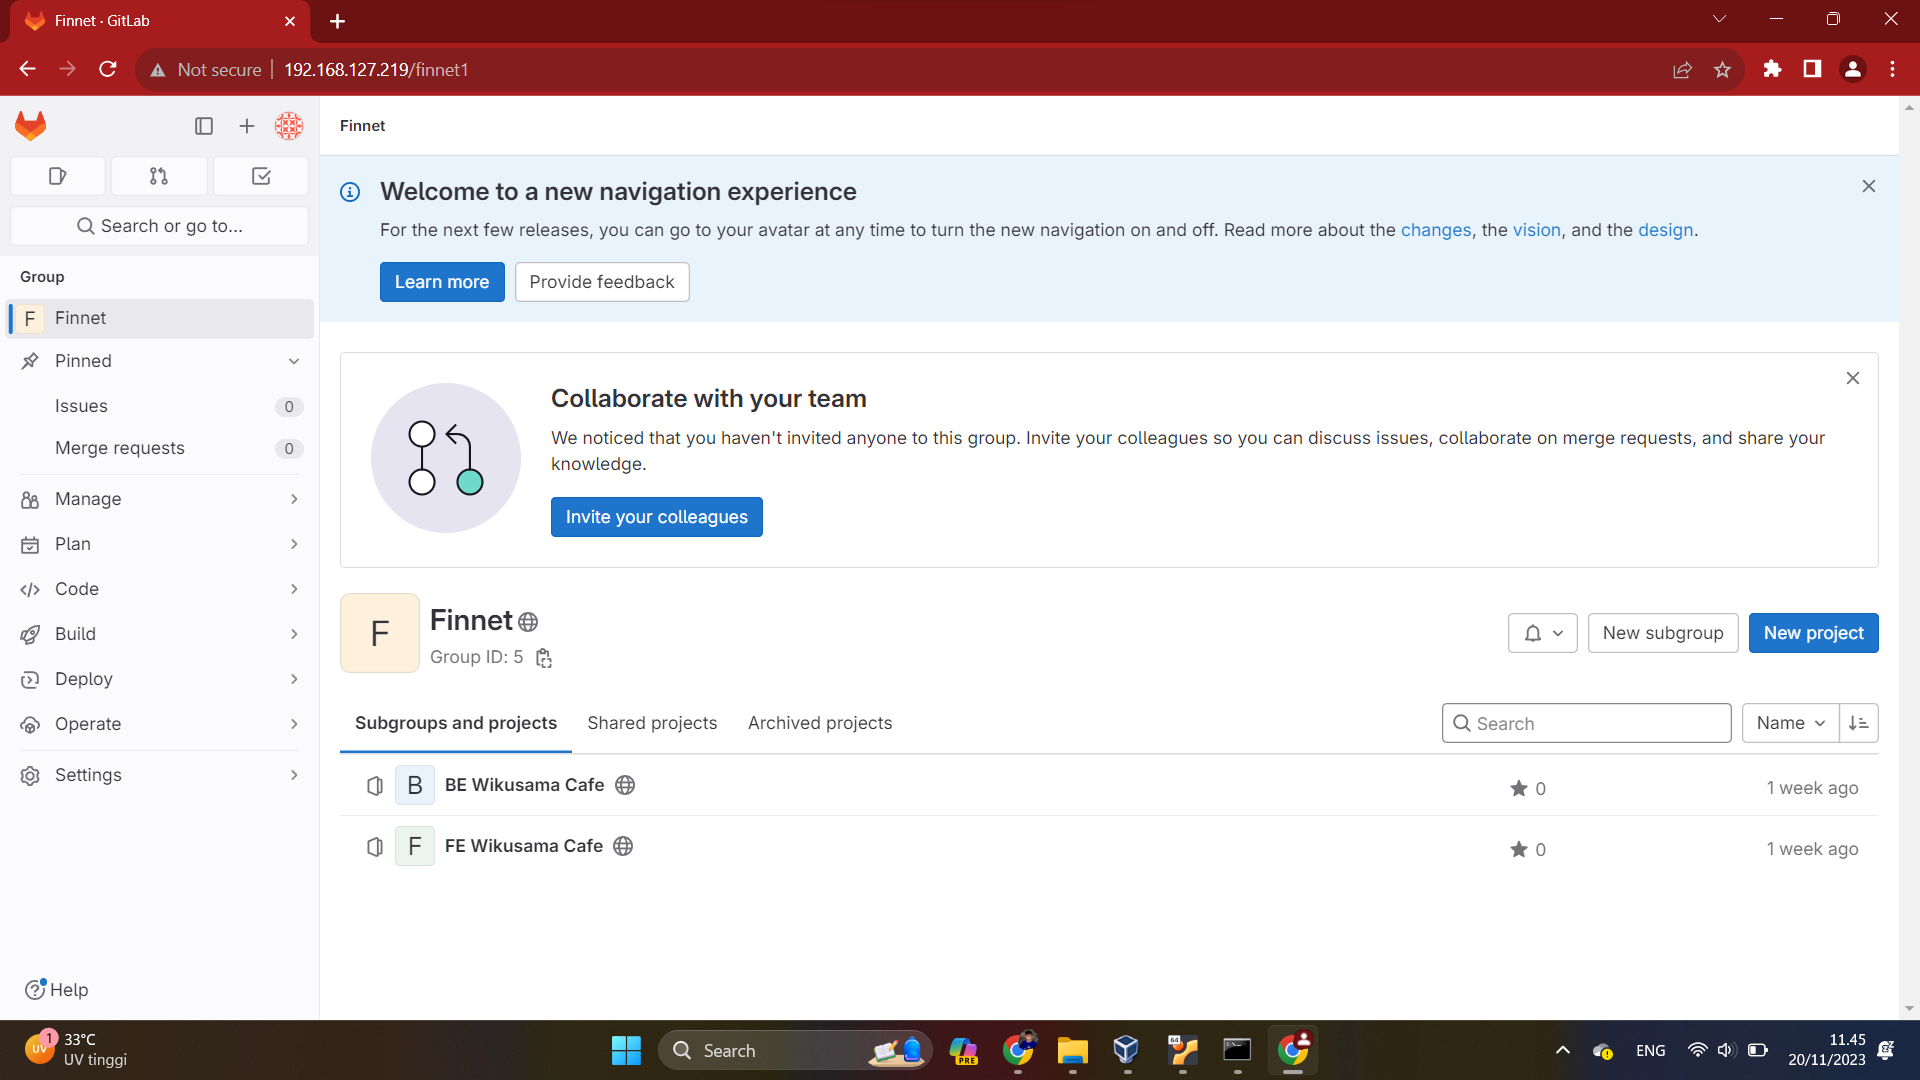 Finnet · GitLab
Not secure
192.168.127.219/finnet1
Finnet
Welcome to a new navigation experience
For the next few releases, you can go to your avatar at any time to turn the new navigation on and off. Read more about the changes, the vision, and the design.
Learn more
Provide feedback
Search or go to...
Group
F Finnet
Pinned
Issues 0
Merge requests 0
Manage
Plan
Code
Build
Deploy
Operate
Settings
Help
Collaborate with your team
We noticed that you haven't invited anyone to this group. Invite your colleagues so you can discuss issues, collaborate on merge requests, and share your
knowledge.
Invite your colleagues
F
Finnet
Group ID: 5
New subgroup
New project
Subgroups and projects
Shared projects
Archived projects
Search
Name
B BE Wikusama Cafe 0 1 week ago
F FE Wikusama Cafe 0 1 week ago
UV 1
33°C
UV tinggi
Search
PRE
64
ENG
11.45
20/11/2023